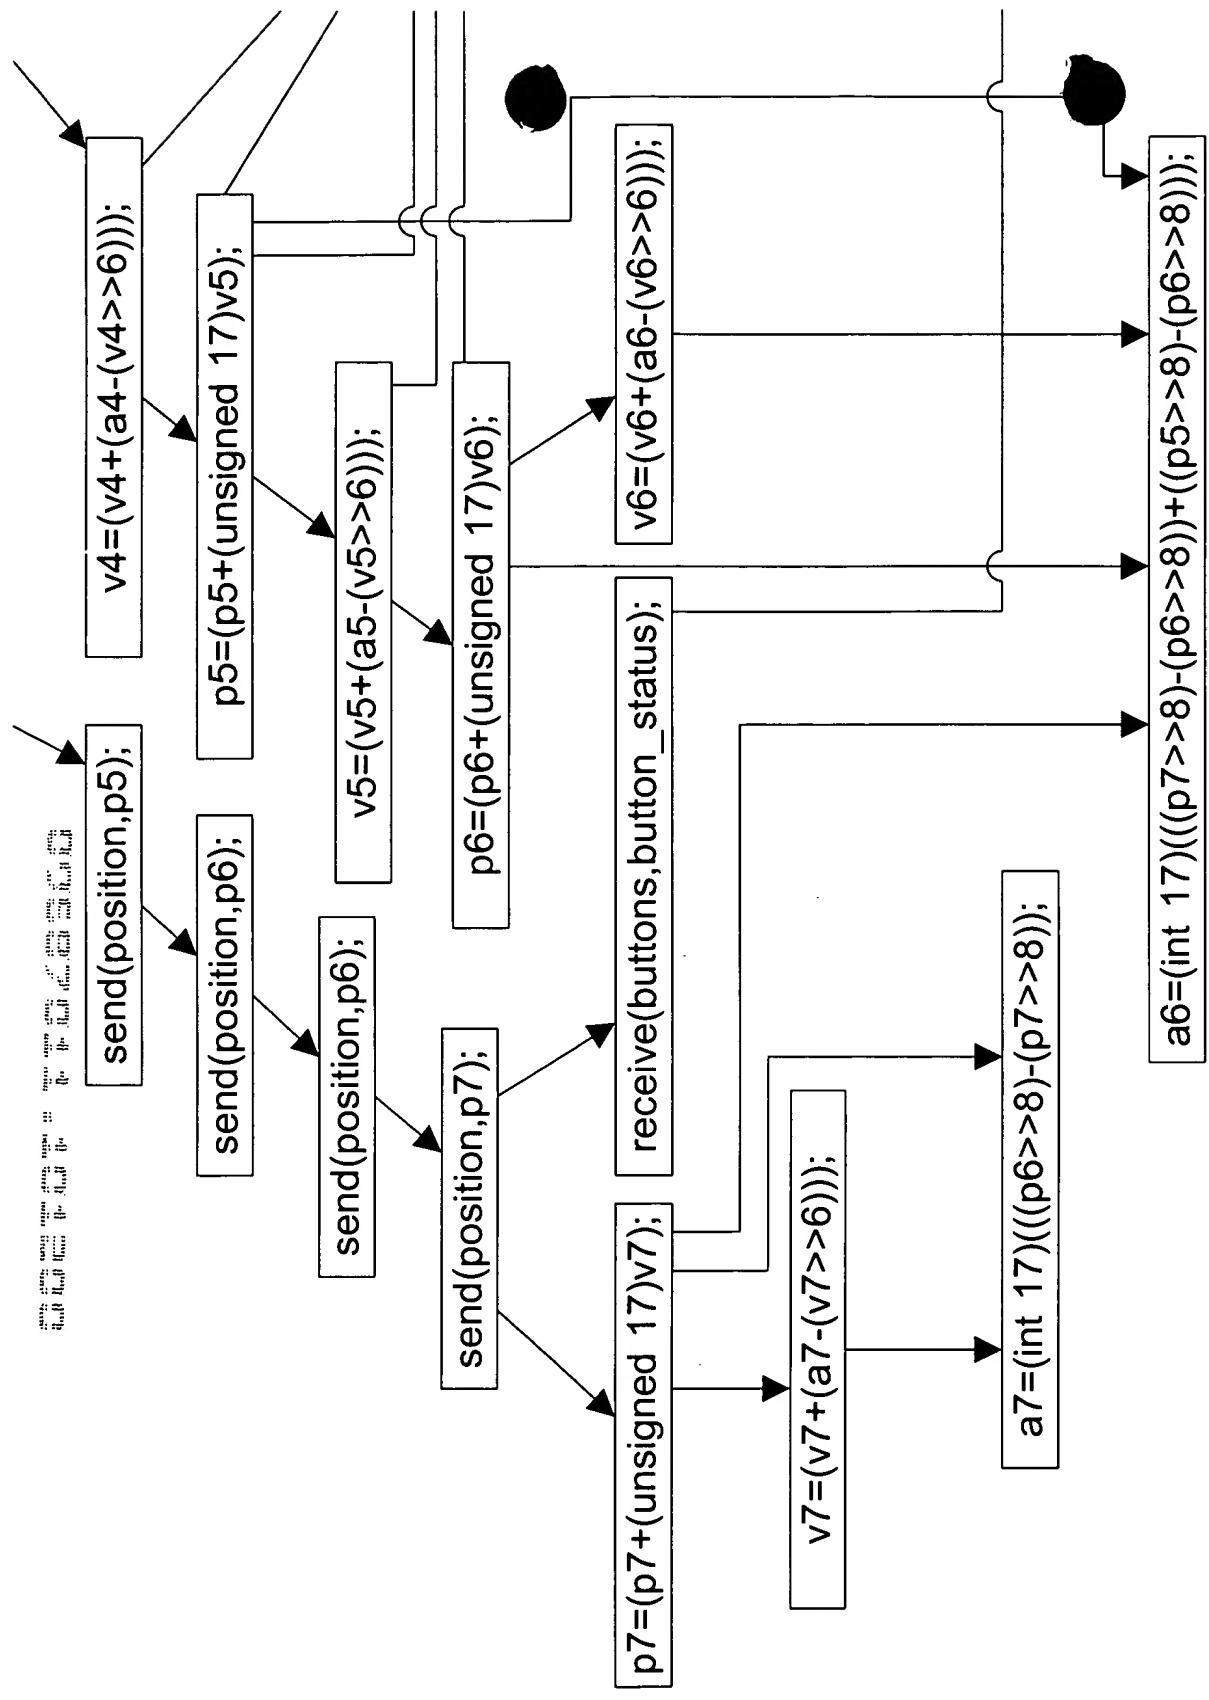 send(position,p5);
v4=(v4+(a4-(v4>>6)));
send(position,p6);
p5=(p5+(unsigned 17)v5);
send(position,p6);
v5=(v5+(a5-(v5>>6)));
send(position,p7);
p6=(p6+(unsigned 17)v6);
p7=(p7+(unsigned 17)v7);
receive(buttons,button_status);
v6=(v6+(a6-(v6>>6)));
v7=(v7+(a7-(v7>>6)));
a7=(int 17)(((p6>>8)-(p7>>8));
a6=(int 17)(((p7>>8)-(p6>>8))+((p5>>8)-(p6>>8)));